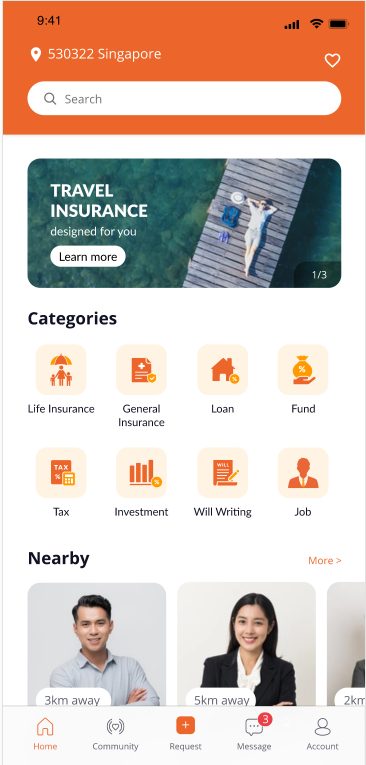 9:41
530322 Singapore
Search
TRAVEL
INSURANCE
designed for you
Learn more
1/3
Categories
Life Insurance
General
Insurance
Loan
Fund
TAX
%
%
%
%
WILL
Tax
Investment
Will Writing
Job
Nearby
More >
3km away
5km away
2km
Home
Community
Request
3
Message
Account